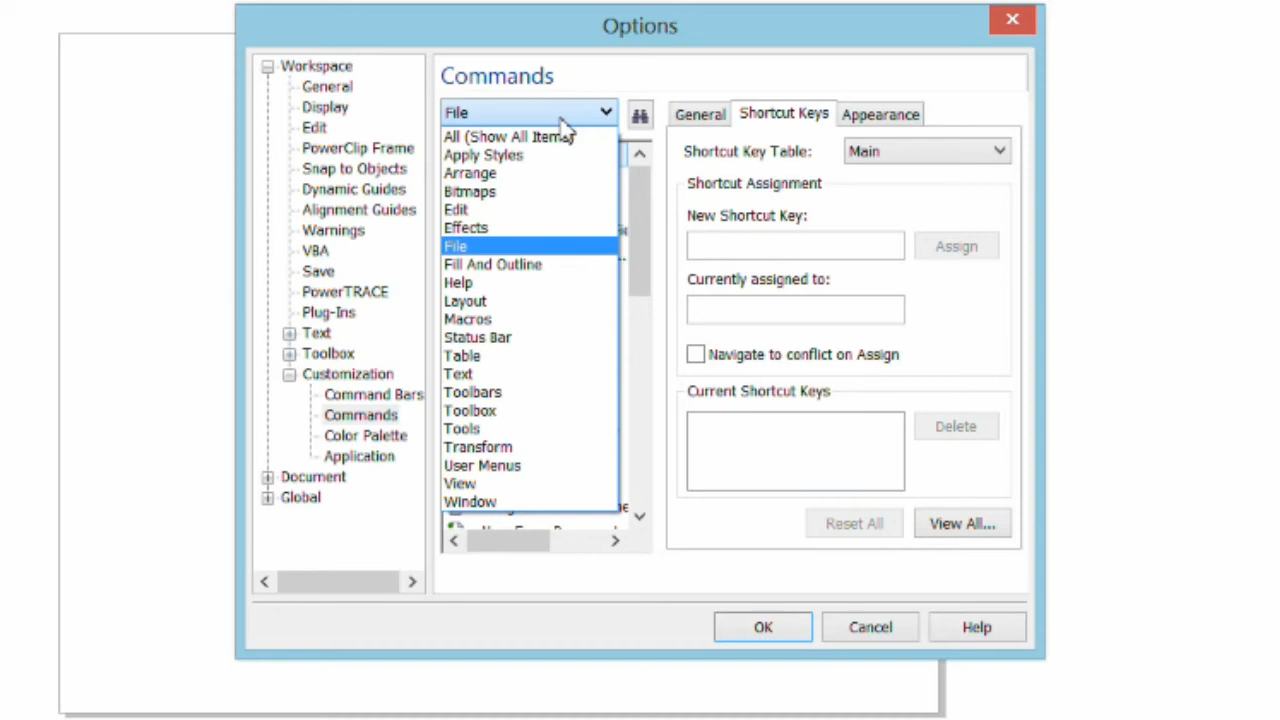 Options
Workspace
General
Display
Edit
PowerClip Frame
Snap to Objects
Dynamic Guides
Alignment Guides
Warnings
VBA
Save
PowerTRACE
Plug-Ins
Text
Toolbox
Customization
Command Bars
Commands
Color Palette
Application
Document
Global
Commands
File
All (Show All Items)
Apply Styles
Arrange
Bitmaps
Edit
Effects
File
Fill And Outline
Help
Layout
Macros
Status Bar
Table
Text
Toolbars
Toolbox
Tools
Transform
User Menus
View
Window
General Shortcut Keys Appearance
Shortcut Key Table: Main
Shortcut Assignment
New Shortcut Key:
Assign
Currently assigned to:
Navigate to conflict on Assign
Current Shortcut Keys
Delete
Reset All View All...
OK Cancel Help